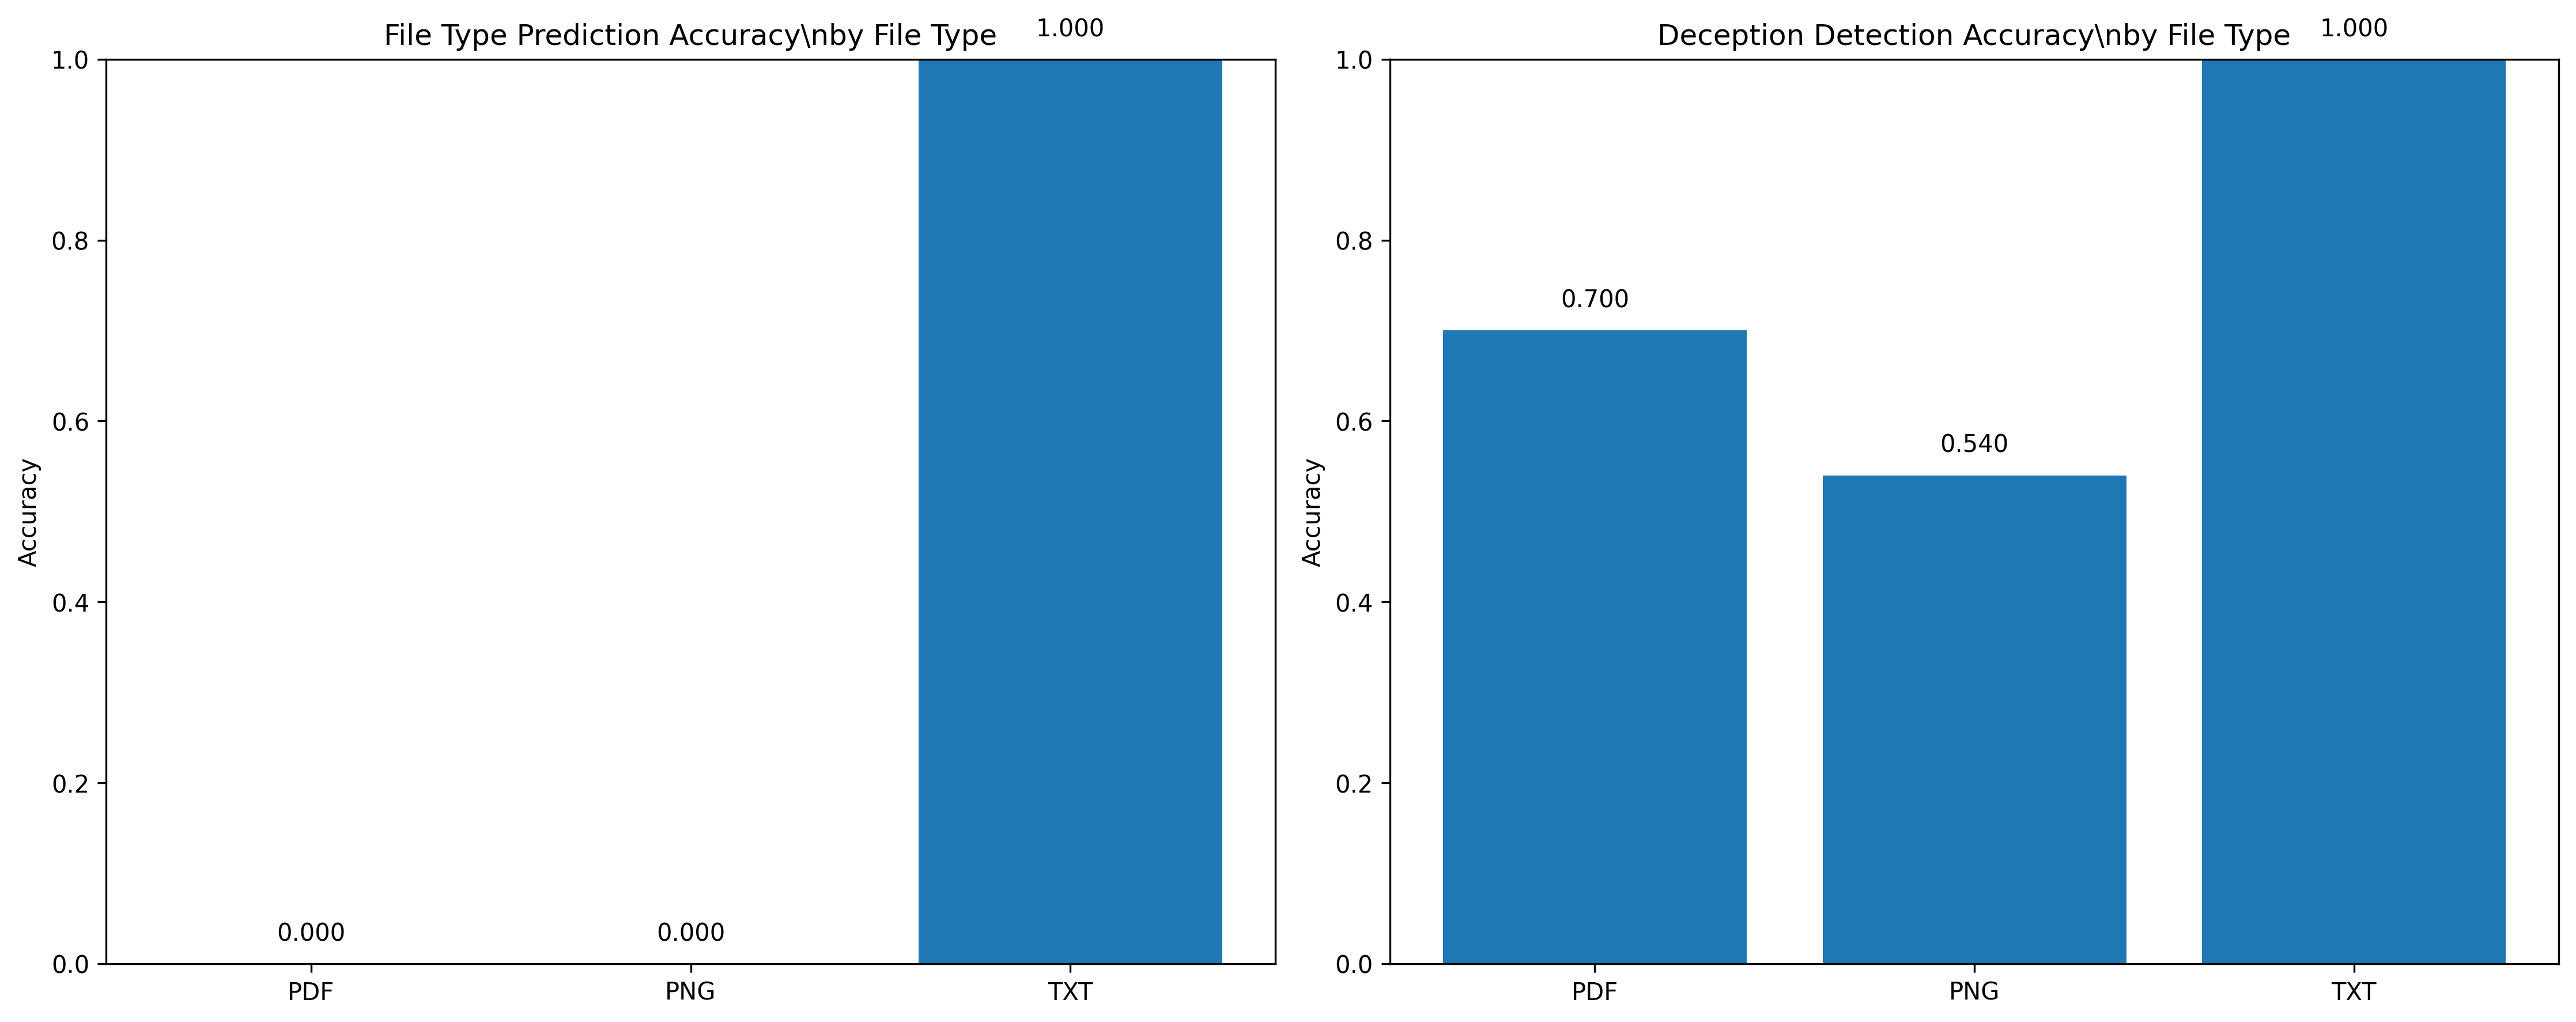 File Type Prediction Accuracy\nby File Type
1.000
1.0
0.8
0.6
0.4
0.2
0.0
Accuracy
0.000
0.000
PDF
PNG
TXT
Deception Detection Accuracy\nby File Type
1.000
1.0
0.8
0.6
0.4
0.2
0.0
Accuracy
0.700
0.540
PDF
PNG
TXT